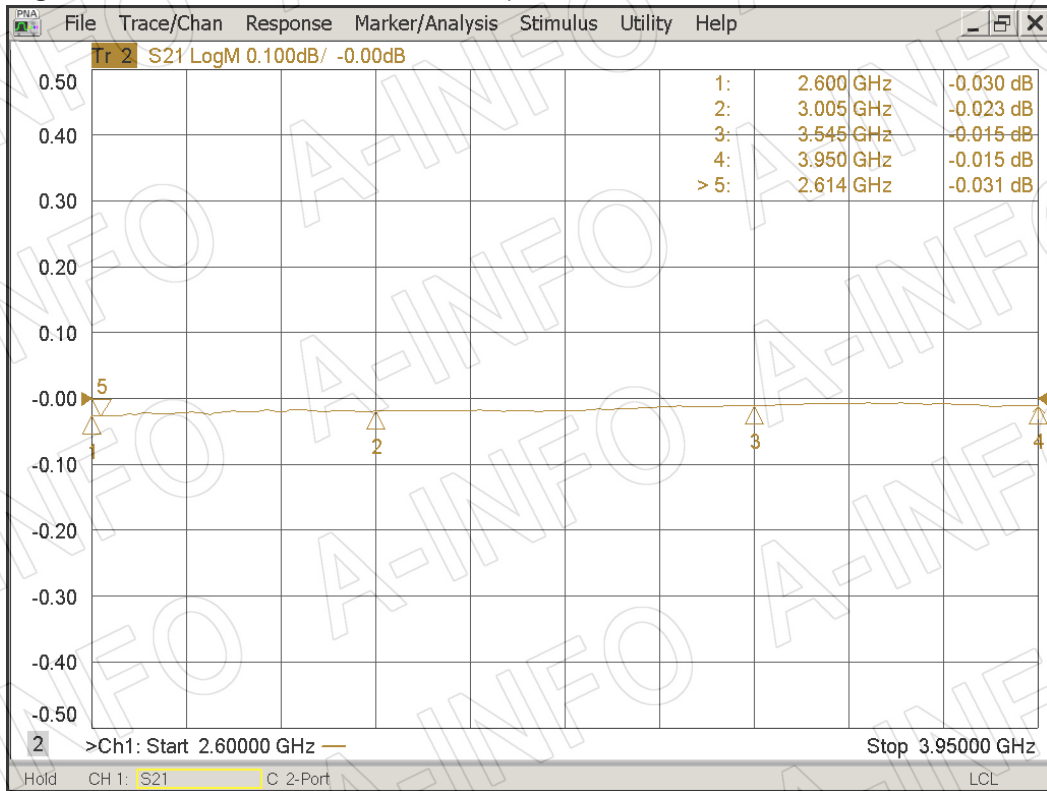 PNA File Trace/Chan Response Marker/Analysis Stimulus Utility Help
Tr 2 S21 LogM 0.100dB/ -0.00dB
0.50
0.40
0.30
0.20
0.10
-0.00
-0.10
-0.20
-0.30
-0.40
-0.50
1: 2.600 GHz -0.030 dB
2: 3.005 GHz -0.023 dB
3: 3.545 GHz -0.015 dB
4: 3.950 GHz -0.015 dB
> 5: 2.614 GHz -0.031 dB
5
1
2
3
4
2 >Ch1: Start 2.60000 GHz — Stop 3.95000 GHz
Hold CH 1: S21 C 2-Port LCL
A-INFO
A-INFO
A-INFO
A-INFO
A-INFO
A-INFO